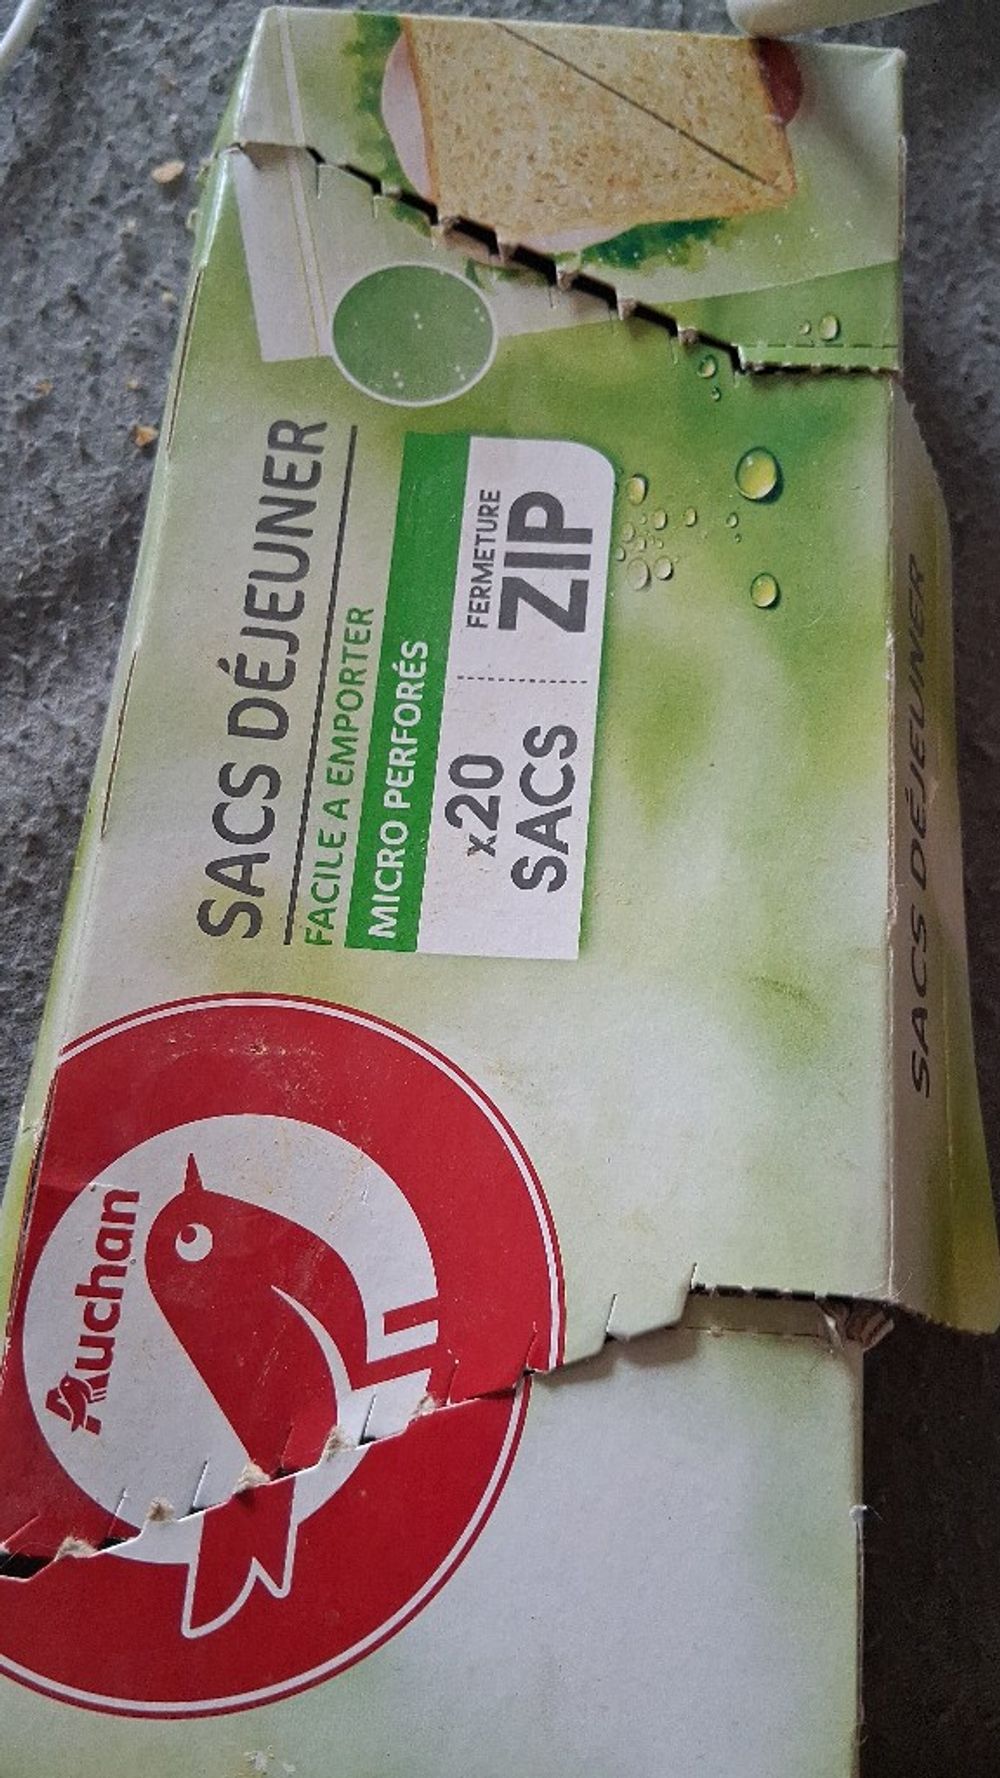 SACS DÉJEUNER
FACILE A EMPORTER
MICRO PERFORÉS
x20
SACS
FERMETURE
ZIP
Auchan
SACS DÉJEUNER